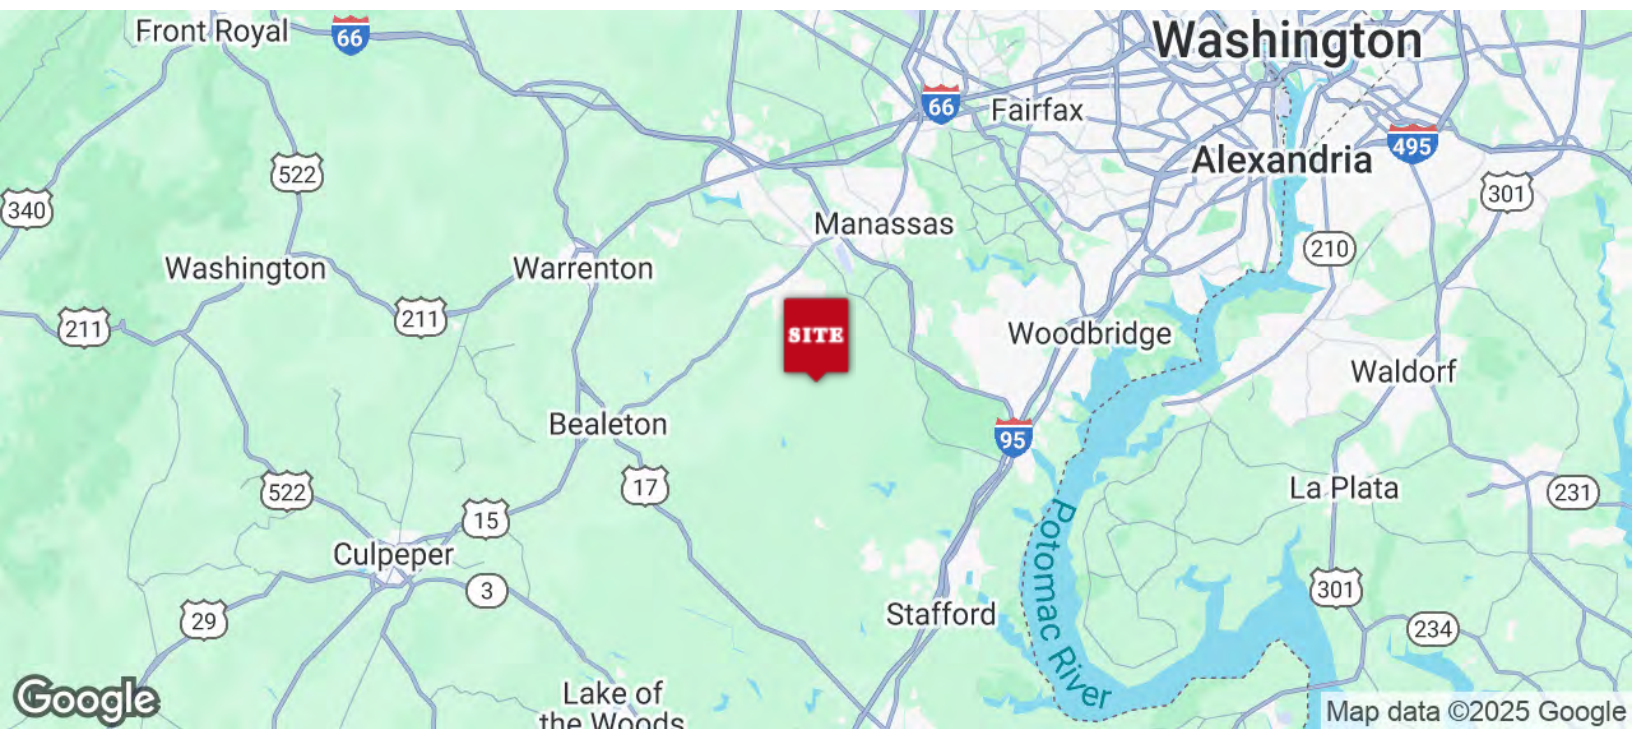 Front Royal
66
Washington
66
Fairfax
Alexandria
495
522
301
340
Manassas
210
Washington
Warrenton
211
211
SITE
Woodbridge
Waldorf
Bealeton
95
522
17
La Plata
231
15
Culpeper
3
Potomac River
301
29
Stafford
234
Lake of
the Woods
Google
Map data ©2025 Google